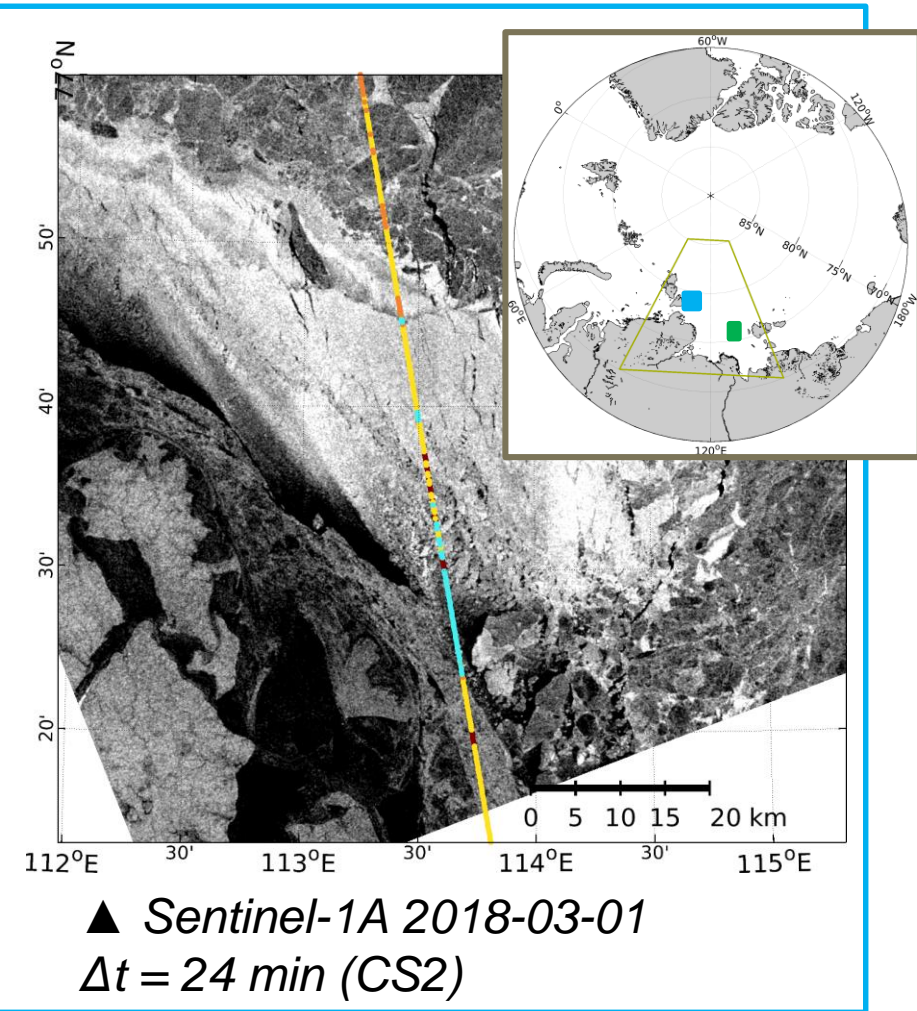 77°N
50'
40'
30'
20'
60°W
0°
120°W
85°N
80°N
75°N
70°N
180°W
60°E
120°E
0 5 10 15 20 km
112°E 30' 113°E 30' 114°E 30' 115°E
▲ Sentinel-1A 2018-03-01
Δt = 24 min (CS2)